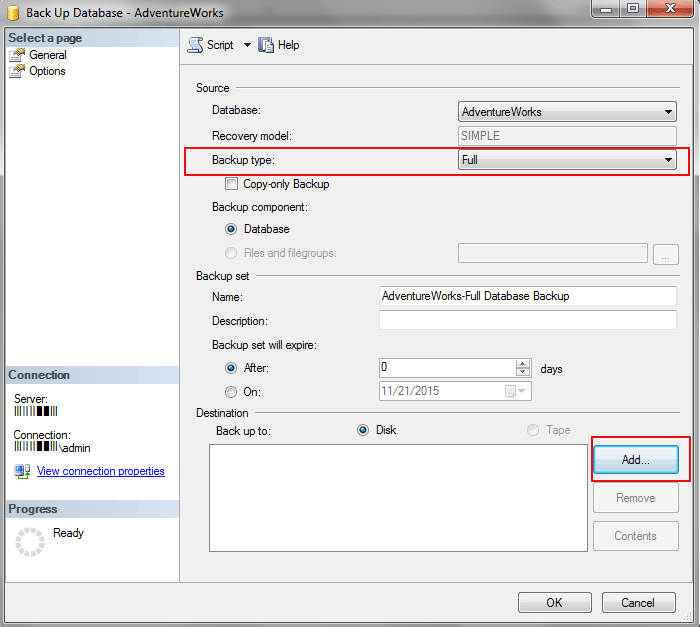 Back Up Database - AdventureWorks
Select a page
General
Options
Script
Help
Source
Database:
AdventureWorks
Recovery model:
SIMPLE
Backup type:
Full
Copy-only Backup
Backup component:
Database
Files and filegroups:
...
Backup set
Name:
AdventureWorks-Full Database Backup
Description:
Backup set will expire:
After:
0
days
On:
11/21/2015
Destination
Back up to:
Disk
Tape
Add...
Remove
Contents
Connection
Server:
Connection:
\admin
View connection properties
Progress
Ready
OK
Cancel